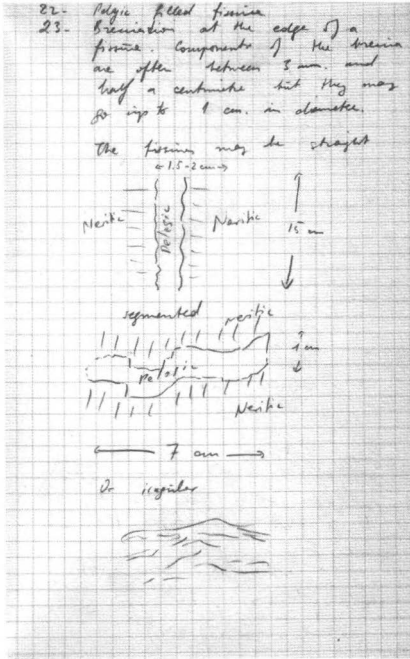 22- Pelgic filled fissure
23- Brecciation at the edge of a
fissure. Components of the breccia
are often between 3 mm. and
half a centimetre but they may
go up to 1 cm. in diameter.
The fissures may be straight
1.5-2 cm
Neritic Pelagic Neritic 15 cm
segmented Neritic
1 cm
Pelagic
Neritic
7 cm
Or irregular